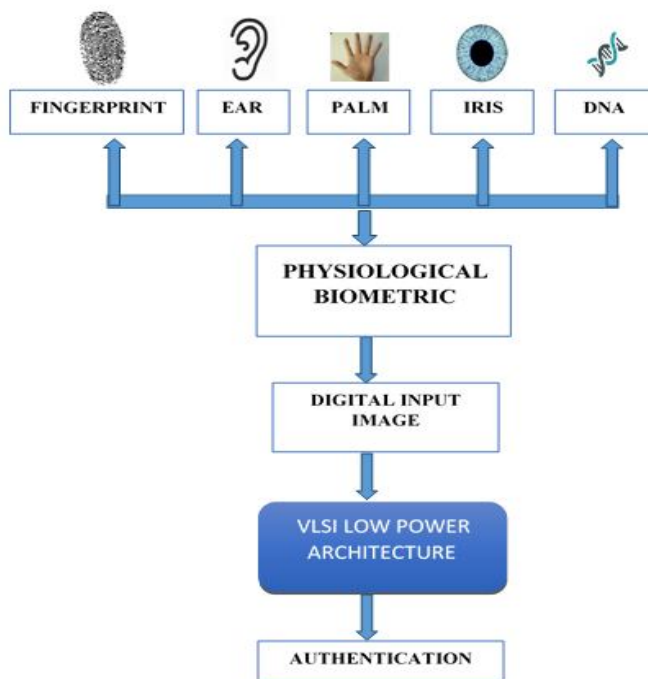 FINGERPRINT
EAR
PALM
IRIS
DNA
PHYSIOLOGICAL
BIOMETRIC
DIGITAL INPUT
IMAGE
VLSI LOW POWER
ARCHITECTURE
AUTHENTICATION